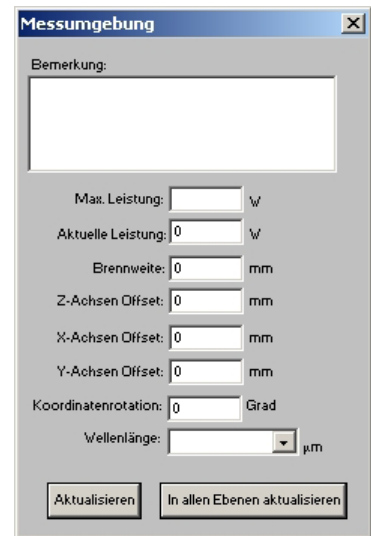 Messumgebung
Bemerkung:
Max. Leistung: W
Aktuelle Leistung: 0 W
Brennweite: 0 mm
Z-Achsen Offset: 0 mm
X-Achsen Offset: 0 mm
Y-Achsen Offset: 0 mm
Koordinatenrotation: 0 Grad
Wellenlänge: µm
Aktualisieren In allen Ebenen aktualisieren